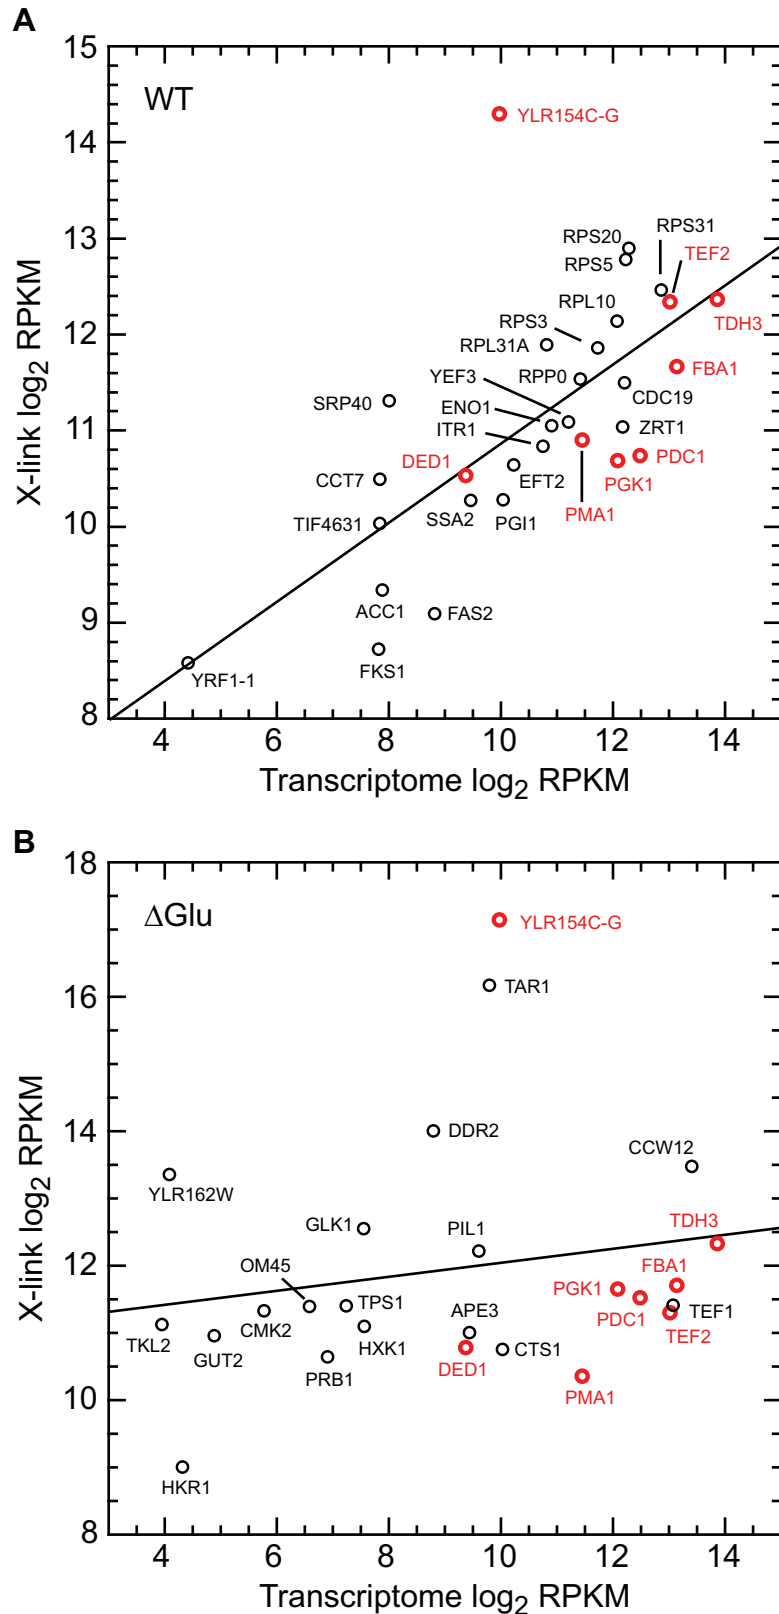 A
15
WT
YLR154C-G
14
13
RPS20
RPS31
RPS5
TEF2
RPL10
12
RPS3
TDH3
RPL31A
YEF3
RPP0
FBA1
SRP40
ENO1
CDC19
11
ITR1
ZRT1
DED1
CCT7
EFT2
PDC1
PGK1
TIF4631
SSA2
PGI1
PMA1
10
ACC1
FAS2
9
FKS1
YRF1-1
8
4 6 8 10 12 14
X-link log2 RPKM
Transcriptome log2 RPKM
B
18
ΔGlu
YLR154C-G
16
TAR1
14
DDR2
CCW12
YLR162W
GLK1
PIL1
TDH3
12
OM45
FBA1
PGK1
TKL2
CMK2
TPS1
APE3
PDC1
TEF1
GUT2
HXK1
CTS1
TEF2
PRB1
DED1
PMA1
10
HKR1
8
4 6 8 10 12 14
X-link log2 RPKM
Transcriptome log2 RPKM